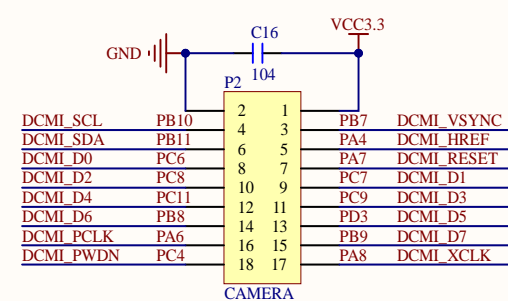 VCC3.3
C16
GND
104
P2
2 1
DCMI_SCL PB10 4 3 PB7 DCMI_VSYNC
DCMI_SDA PB11 6 5 PA4 DCMI_HREF
DCMI_D0 PC6 8 7 PA7 DCMI_RESET
DCMI_D2 PC8 10 9 PC7 DCMI_D1
DCMI_D4 PC11 12 11 PC9 DCMI_D3
DCMI_D6 PB8 14 13 PD3 DCMI_D5
DCMI_PCLK PA6 16 15 PB9 DCMI_D7
DCMI_PWDN PC4 18 17 PA8 DCMI_XCLK
CAMERA